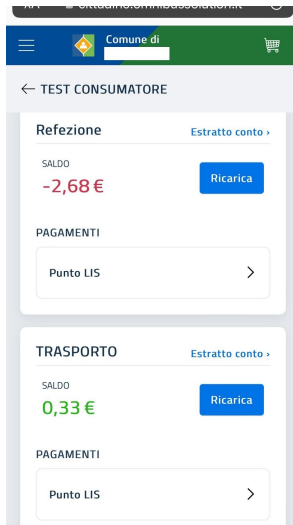 Comune di
← TEST CONSUMATORE
Refezione Estratto conto ›
SALDO
-2,68 € Ricarica
PAGAMENTI
Punto LIS
TRASPORTO Estratto conto ›
SALDO
0,33 € Ricarica
PAGAMENTI
Punto LIS